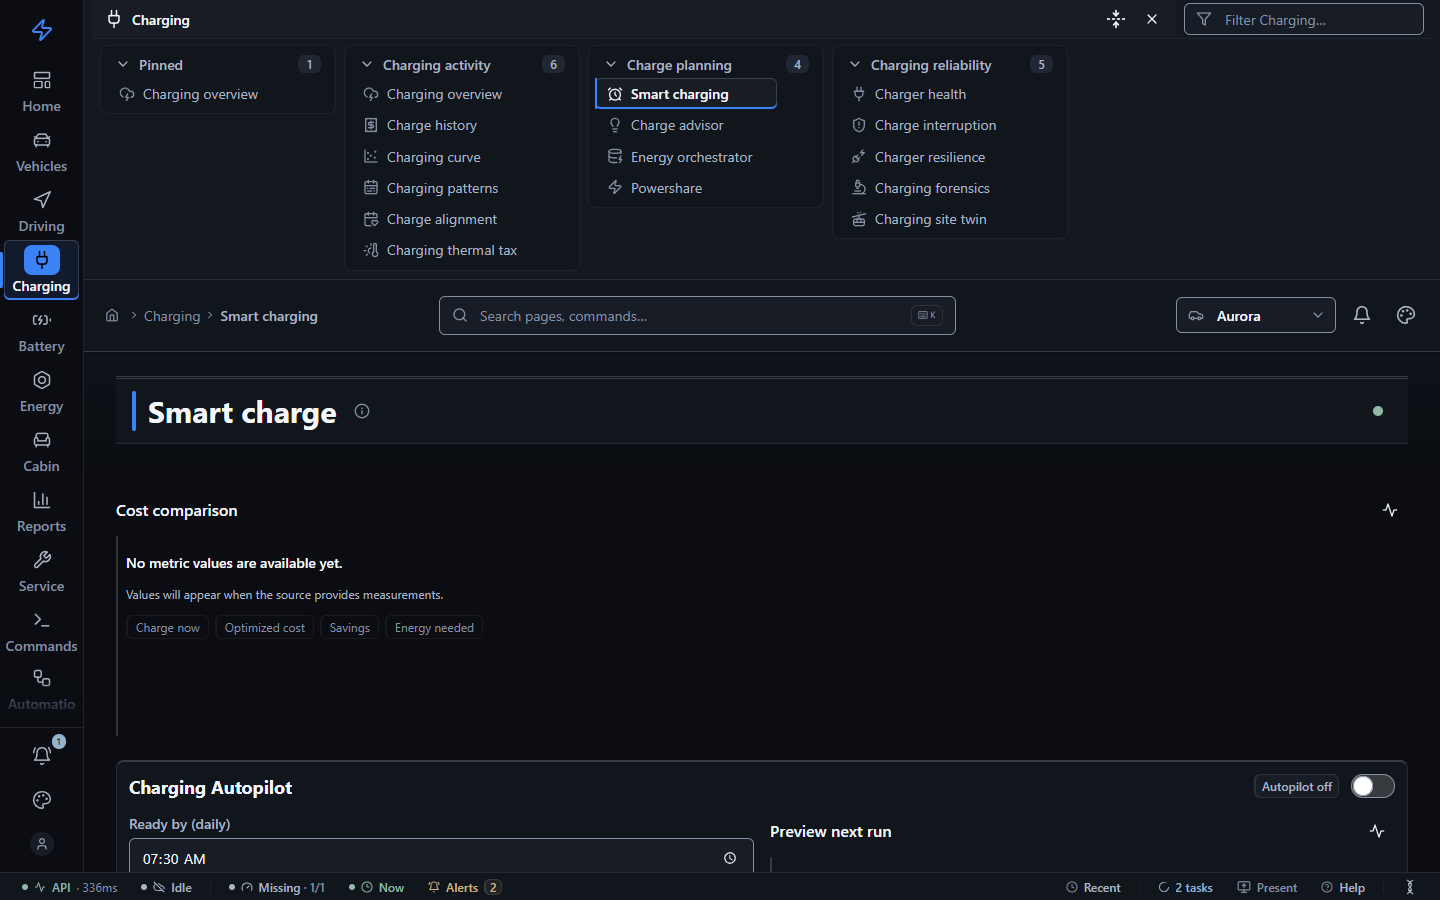 Charging
Filter Charging...
Pinned 1
Charging overview
Charging activity 6
Charging overview
Charge history
Charging curve
Charging patterns
Charge alignment
Charging thermal tax
Charge planning 4
Smart charging
Charge advisor
Energy orchestrator
Powershare
Charging reliability 5
Charger health
Charge interruption
Charger resilience
Charging forensics
Charging site twin
Home
Vehicles
Driving
Charging
Battery
Energy
Cabin
Reports
Service
Commands
Automatio
1
Charging
Smart charging
Search pages, commands...
K
Aurora
Smart charge
Cost comparison
No metric values are available yet.
Values will appear when the source provides measurements.
Charge now
Optimized cost
Savings
Energy needed
Charging Autopilot
Autopilot off
Ready by (daily)
07:30 AM
Preview next run
API · 336ms
Idle
Missing · 1/1
Now
Alerts 2
Recent
2 tasks
Present
Help